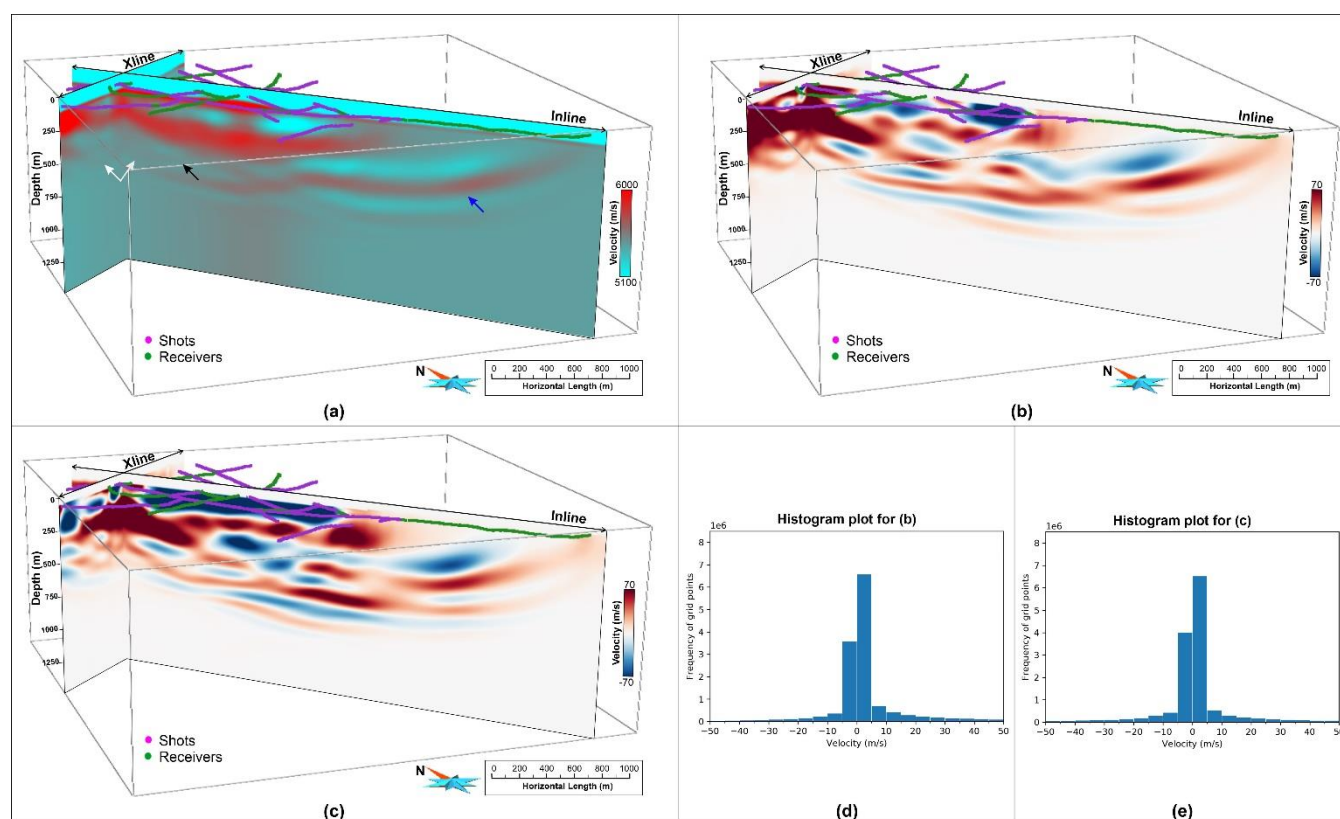 Xline
Inline
0
250
500
750
1000
1250
Depth (m)
6000
Velocity (m/s)
5100
Shots
Receivers
N
0 200 400 600 800 1000
Horizontal Length (m)
(a)
Xline
Inline
0
250
500
750
1000
1250
Depth (m)
70
Velocity (m/s)
-70
Shots
Receivers
N
0 200 400 600 800 1000
Horizontal Length (m)
(b)
Xline
Inline
0
250
500
750
1000
1250
Depth (m)
70
Velocity (m/s)
-70
Shots
Receivers
N
0 200 400 600 800 1000
Horizontal Length (m)
(c)
Histogram plot for (b)
1e6
8
7
6
5
4
3
2
1
0
Frequency of grid points
−50 −40 −30 −20 −10 0 10 20 30 40 50
Velocity (m/s)
(d)
Histogram plot for (c)
1e6
8
7
6
5
4
3
2
1
0
Frequency of grid points
−50 −40 −30 −20 −10 0 10 20 30 40 50
Velocity (m/s)
(e)